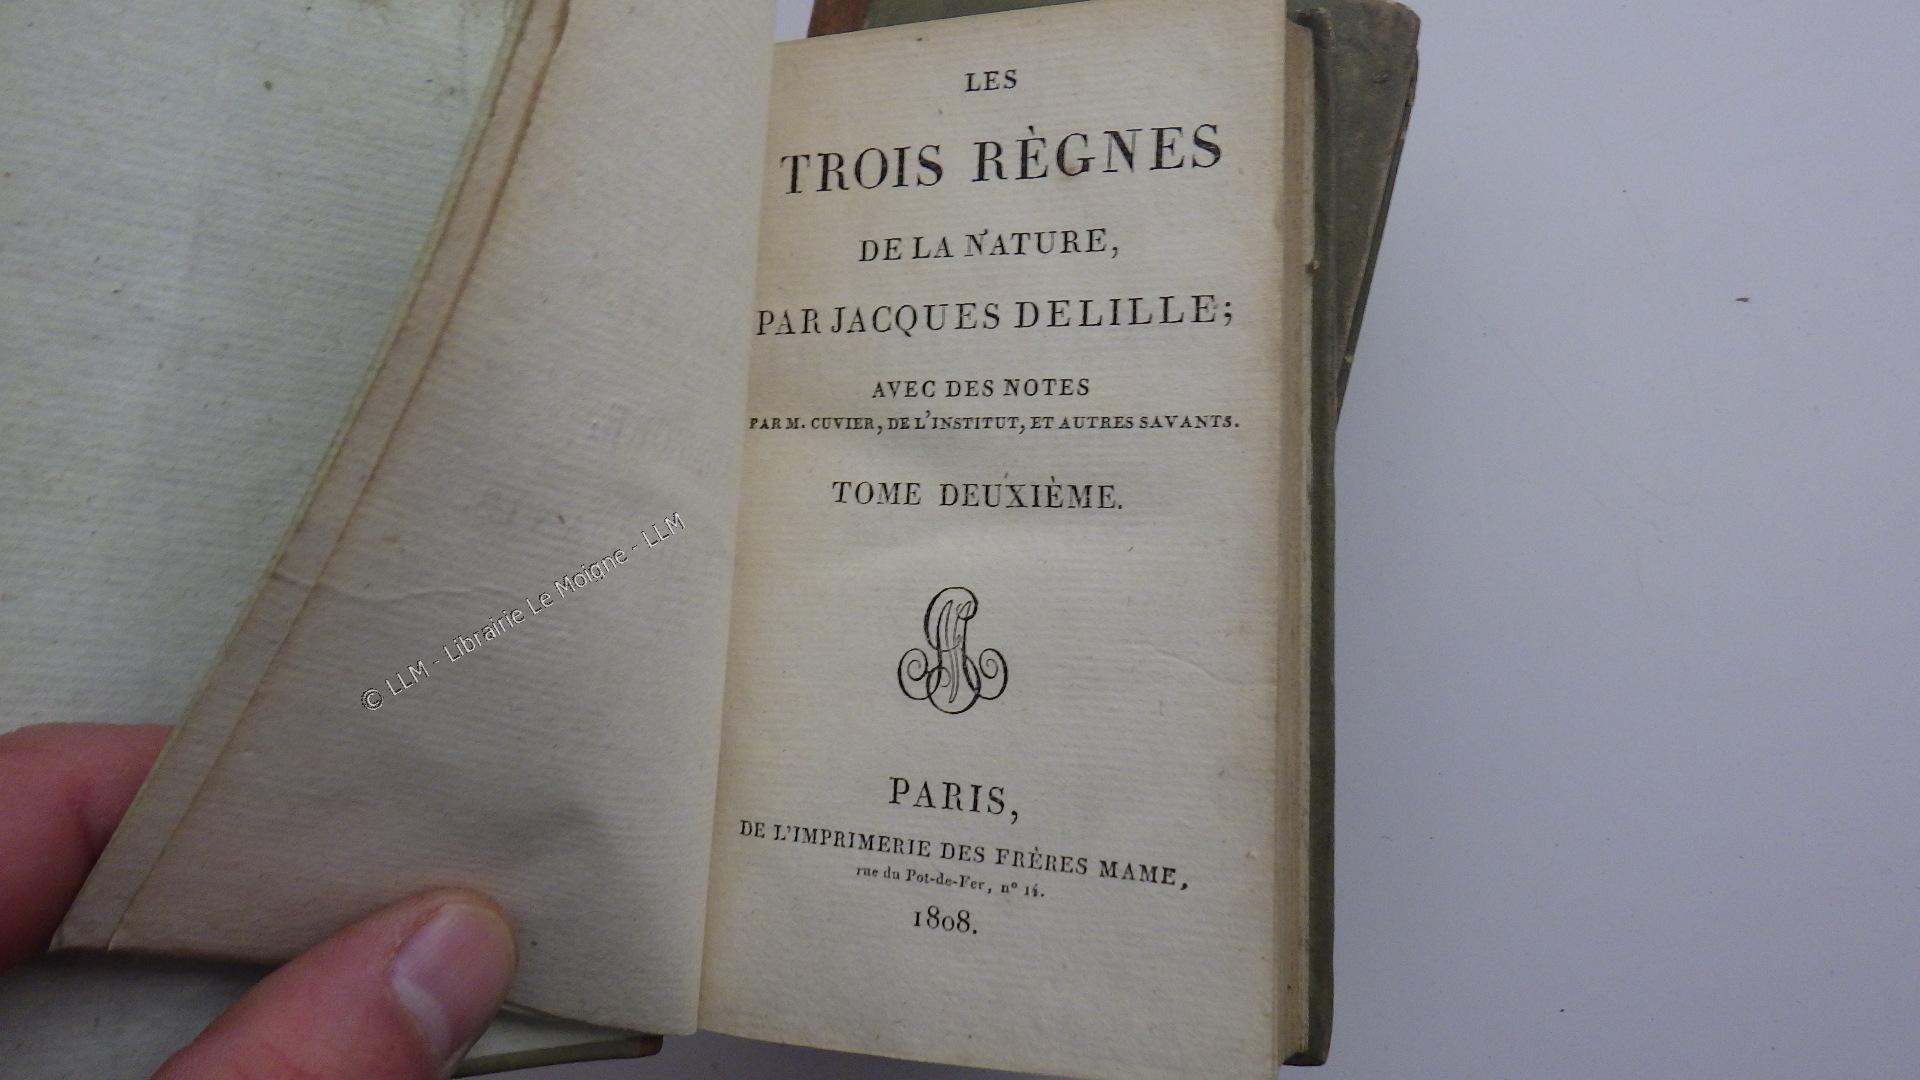 LES
TROIS RÈGNES
DE LA NATURE,
PAR JACQUES DELILLE;
AVEC DES NOTES
PAR M. CUVIER, DE L'INSTITUT, ET AUTRES SAVANTS.
TOME DEUXIÈME.
PARIS,
DE L'IMPRIMERIE DES FRÈRES MAME,
rue du Pot-de-Fer, nº 14.
1808.
© LLM - Librairie Le Moigne - LLM